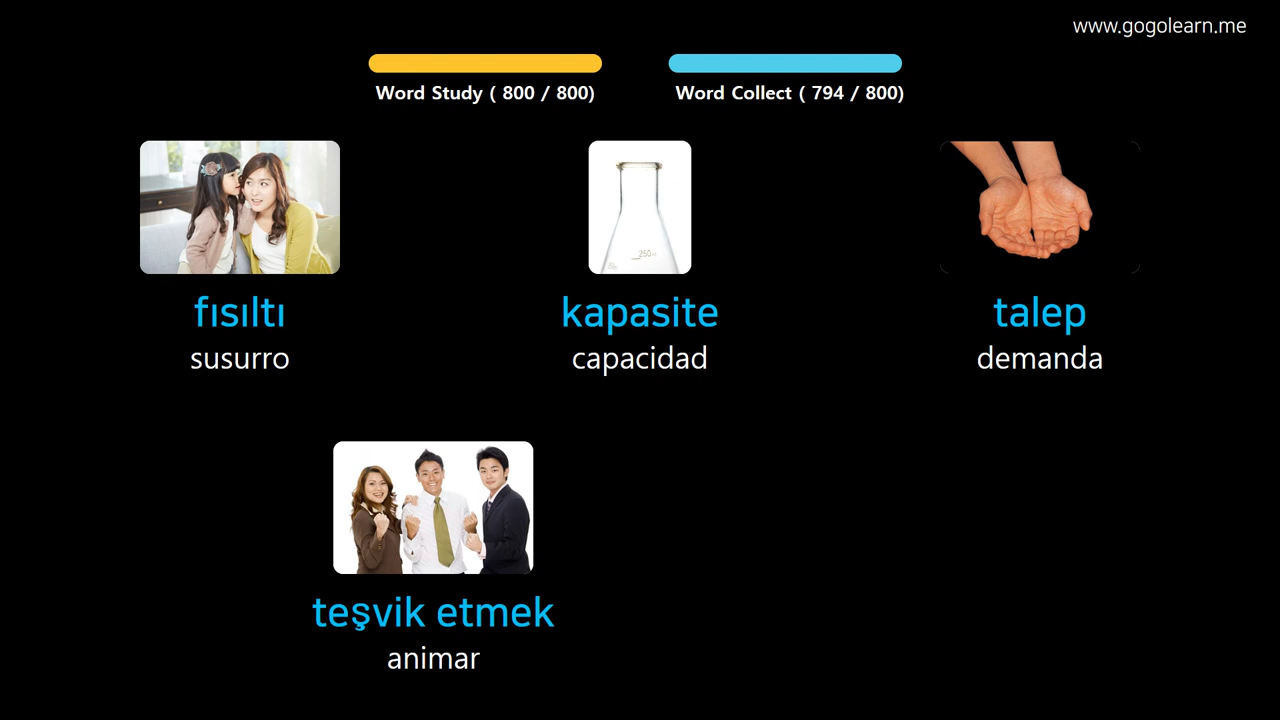 www.gogolearn.me
Word Study ( 800 / 800)
Word Collect ( 794 / 800)
250
fısıltı
kapasite
talep
susurro
capacidad
demanda
teşvik etmek
animar